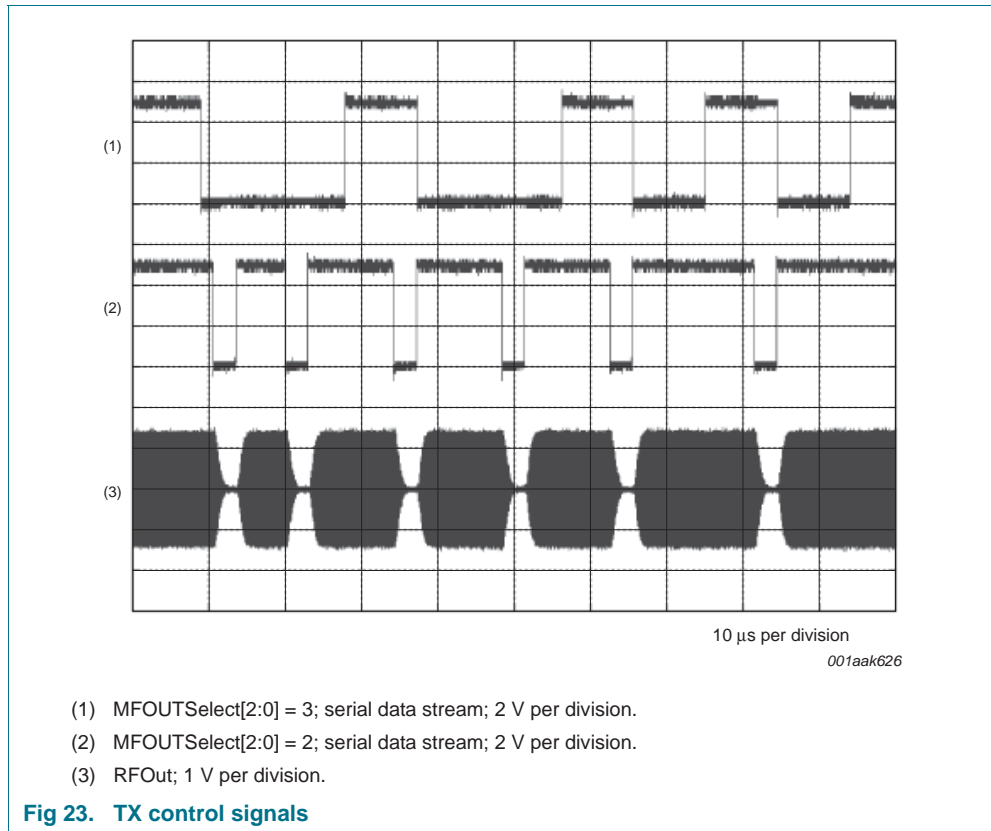 (1)
(2)
(3)
10 μs per division
001aak626
(1) MFOUTSelect[2:0] = 3; serial data stream; 2 V per division.
(2) MFOUTSelect[2:0] = 2; serial data stream; 2 V per division.
(3) RFOut; 1 V per division.
Fig 23. TX control signals